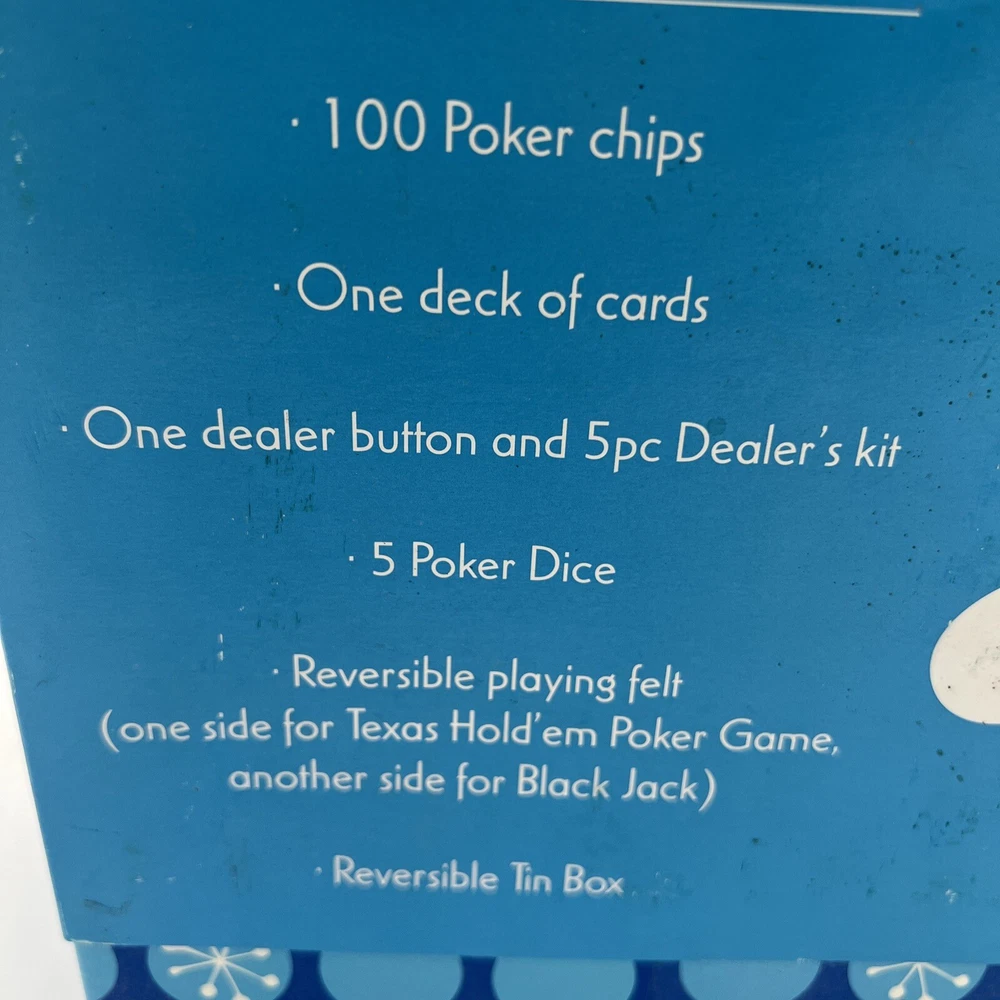 · 100 Poker chips
· One deck of cards
· One dealer button and 5pc Dealer's kit
· 5 Poker Dice
· Reversible playing felt
(one side for Texas Hold'em Poker Game,
another side for Black Jack)
· Reversible Tin Box